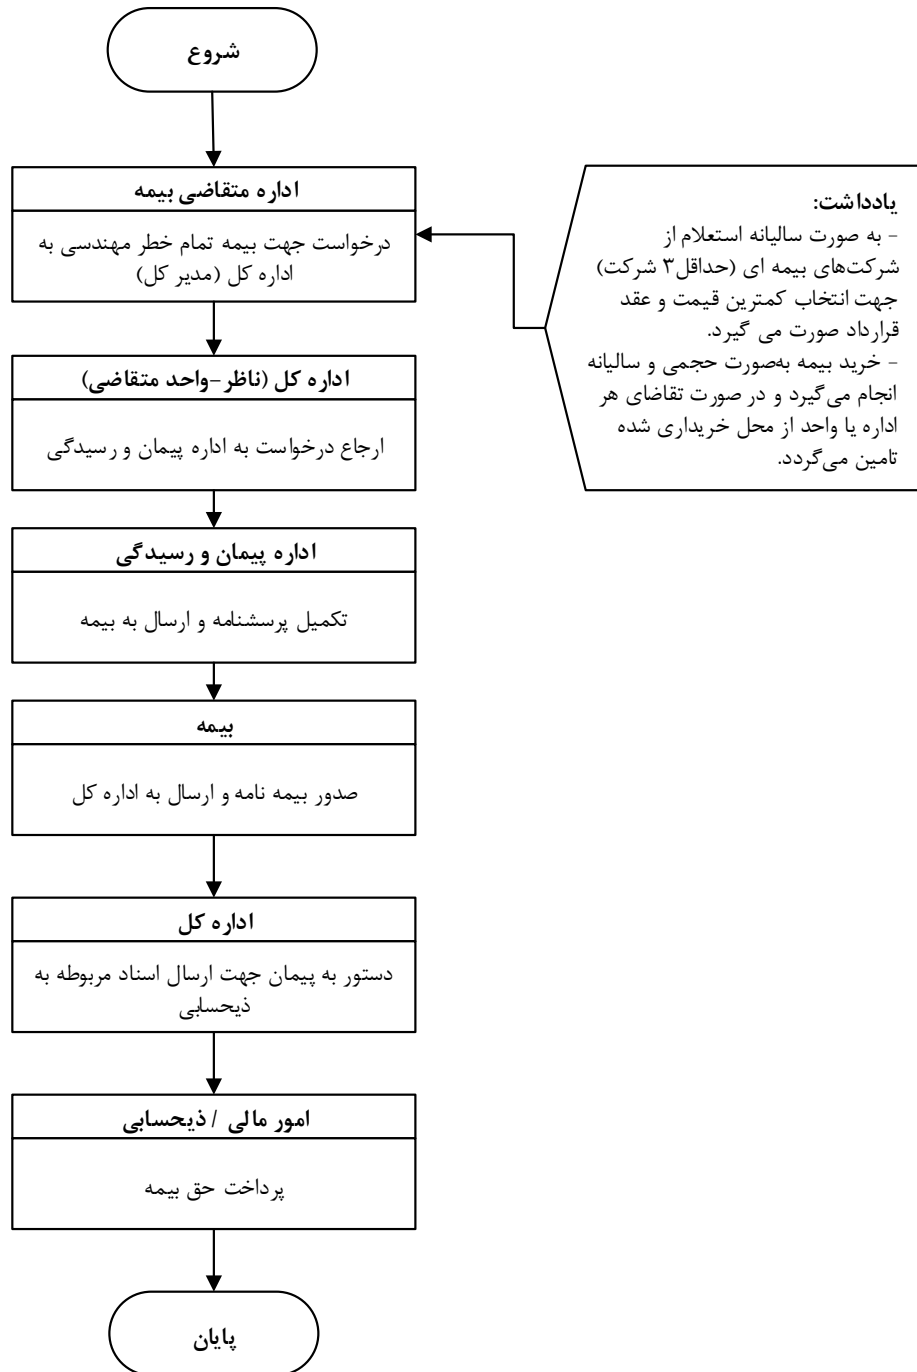 شروع
اداره متقاضی بیمه
درخواست جهت بیمه تمام خطر مهندسی به
اداره کل (مدیر کل)
یادداشت:
- به صورت سالیانه استعلام از
شرکت‌های بیمه ای (حداقل۳ شرکت)
جهت انتخاب کمترین قیمت و عقد
قرارداد صورت می گیرد.
- خرید بیمه به‌صورت حجمی و سالیانه
انجام می‌گیرد و در صورت تقاضای هر
اداره یا واحد از محل خریداری شده
تامین می‌گردد.
اداره کل (ناظر-واحد متقاضی)
ارجاع درخواست به اداره پیمان و رسیدگی
اداره پیمان و رسیدگی
تکمیل پرسشنامه و ارسال به بیمه
بیمه
صدور بیمه نامه و ارسال به اداره کل
اداره کل
دستور به پیمان جهت ارسال اسناد مربوطه به
ذیحسابی
امور مالی / ذیحسابی
پرداخت حق بیمه
پایان